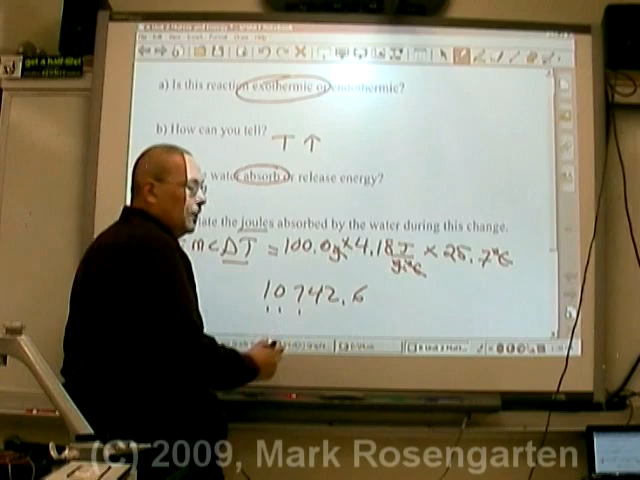 get a half-life!
a) Is this reaction exothermic or endothermic?
b) How can you tell? T ↑
water absorb or release energy?
late the joules absorbed by the water during this change.
mcΔT = 100.0g × 4.18 J/g°C × 25.7°C
10742.6
(C) 2009, Mark Rosengarten